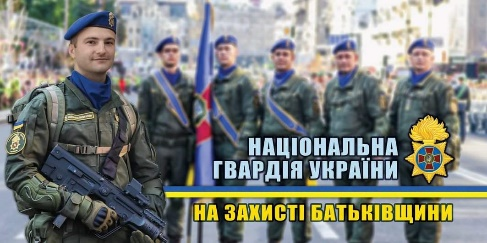 НАЦІОНАЛЬНА
ГВАРДІЯ УКРАЇНИ
НА ЗАХИСТІ БАТЬКІВЩИНИ